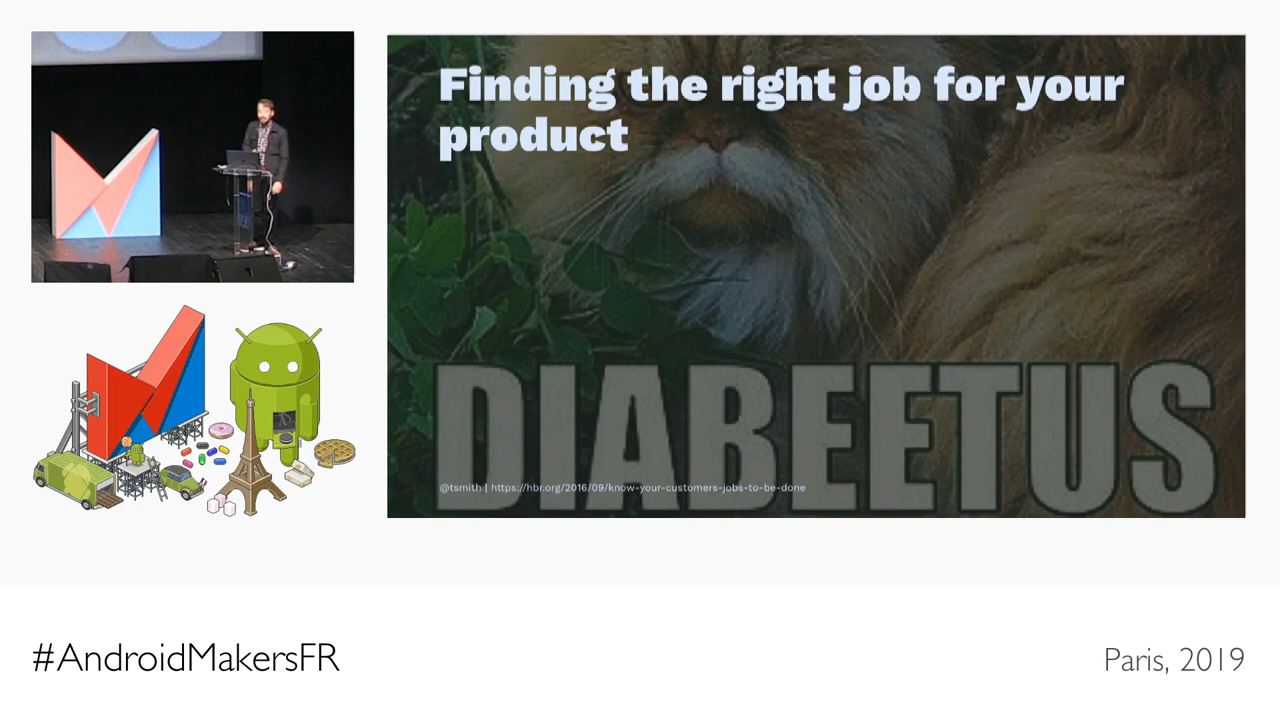 Finding the right job for your
product
DIABEETUS
@tsmith | https://hbr.org/2016/09/know-your-customers-jobs-to-be-done
#AndroidMakersFR
Paris, 2019